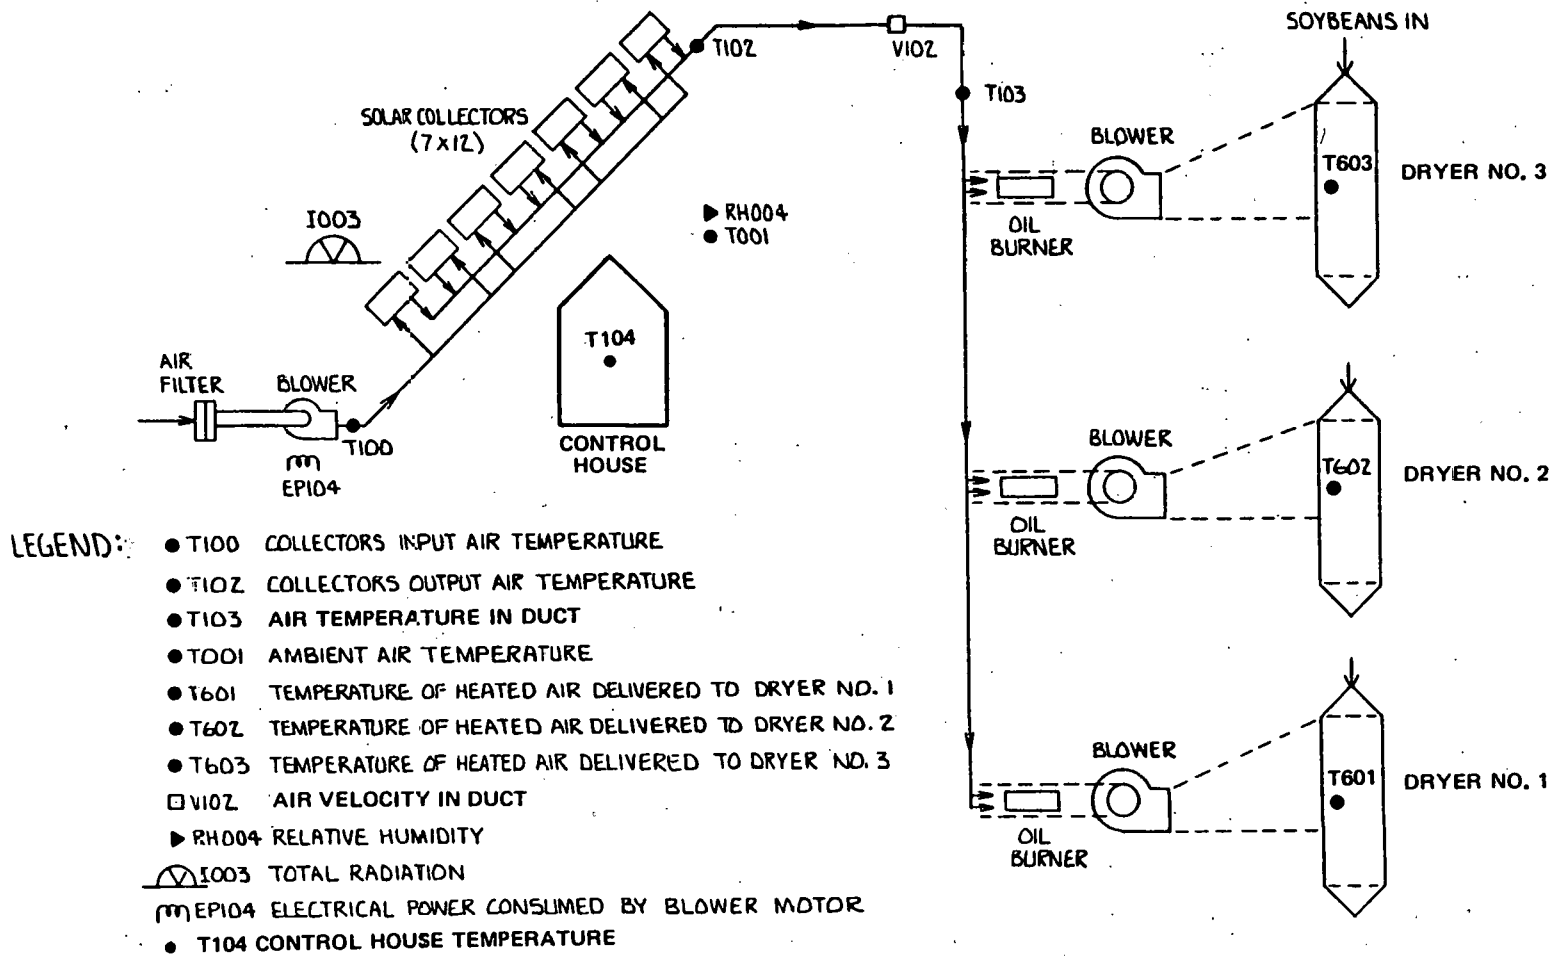 SOYBEANS IN
T102
V102
T103
SOLAR COLLECTORS
(7x12)
BLOWER
T603
DRYER NO. 3
I003
RH004
T001
OIL
BURNER
T104
AIR
FILTER
BLOWER
T100
EP104
CONTROL
HOUSE
BLOWER
T602
DRYER NO. 2
OIL
BURNER
LEGEND:
T100 COLLECTORS INPUT AIR TEMPERATURE
T102 COLLECTORS OUTPUT AIR TEMPERATURE
T103 AIR TEMPERATURE IN DUCT
T001 AMBIENT AIR TEMPERATURE
T601 TEMPERATURE OF HEATED AIR DELIVERED TO DRYER NO. 1
T602 TEMPERATURE OF HEATED AIR DELIVERED TO DRYER NO. 2
T603 TEMPERATURE OF HEATED AIR DELIVERED TO DRYER NO. 3
V102 AIR VELOCITY IN DUCT
RH004 RELATIVE HUMIDITY
I003 TOTAL RADIATION
EP104 ELECTRICAL POWER CONSUMED BY BLOWER MOTOR
T104 CONTROL HOUSE TEMPERATURE
BLOWER
T601
DRYER NO. 1
OIL
BURNER